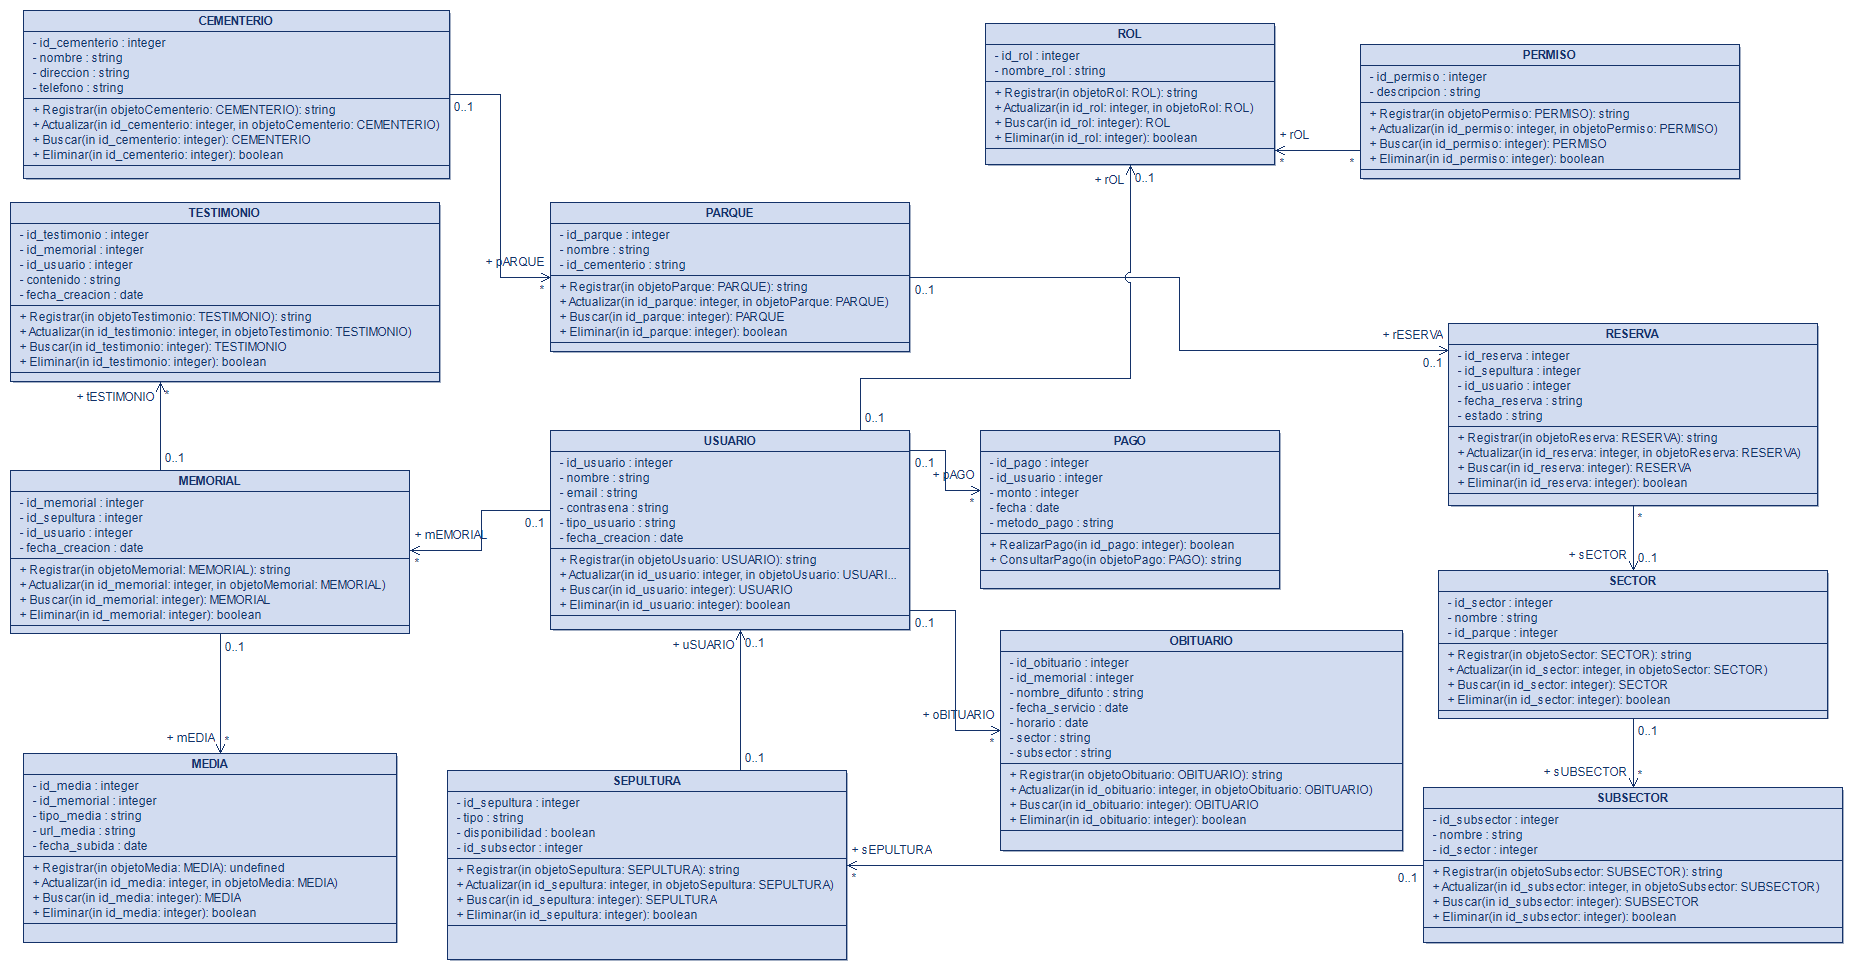 CEMENTERIO
- id_cementerio : integer
- nombre : string
- direccion : string
- telefono : string
+ Registrar(in objetoCementerio: CEMENTERIO): string
+ Actualizar(in id_cementerio: integer, in objetoCementerio: CEMENTERIO)
+ Buscar(in id_cementerio: integer): CEMENTERIO
+ Eliminar(in id_cementerio: integer): boolean
0..1
+ pARQUE
*
ROL
- id_rol : integer
- nombre_rol : string
+ Registrar(in objetoRol: ROL): string
+ Actualizar(in id_rol: integer, in objetoRol: ROL)
+ Buscar(in id_rol: integer): ROL
+ Eliminar(in id_rol: integer): boolean
+ rOL
0..1
PERMISO
- id_permiso : integer
- descripcion : string
+ Registrar(in objetoPermiso: PERMISO): string
+ Actualizar(in id_permiso: integer, in objetoPermiso: PERMISO)
+ Buscar(in id_permiso: integer): PERMISO
+ Eliminar(in id_permiso: integer): boolean
+ rOL
*
*
TESTIMONIO
- id_testimonio : integer
- id_memorial : integer
- id_usuario : integer
- contenido : string
- fecha_creacion : date
+ Registrar(in objetoTestimonio: TESTIMONIO): string
+ Actualizar(in id_testimonio: integer, in objetoTestimonio: TESTIMONIO)
+ Buscar(in id_testimonio: integer): TESTIMONIO
+ Eliminar(in id_testimonio: integer): boolean
+ tESTIMONIO
*
0..1
PARQUE
- id_parque : integer
- nombre : string
- id_cementerio : string
+ Registrar(in objetoParque: PARQUE): string
+ Actualizar(in id_parque: integer, in objetoParque: PARQUE)
+ Buscar(in id_parque: integer): PARQUE
+ Eliminar(in id_parque: integer): boolean
0..1
+ rESERVA
0..1
RESERVA
- id_reserva : integer
- id_sepultura : integer
- id_usuario : integer
- fecha_reserva : string
- estado : string
+ Registrar(in objetoReserva: RESERVA): string
+ Actualizar(in id_reserva: integer, in objetoReserva: RESERVA)
+ Buscar(in id_reserva: integer): RESERVA
+ Eliminar(in id_reserva: integer): boolean
*
+ sECTOR
0..1
MEMORIAL
- id_memorial : integer
- id_sepultura : integer
- id_usuario : integer
- fecha_creacion : date
+ Registrar(in objetoMemorial: MEMORIAL): string
+ Actualizar(in id_memorial: integer, in objetoMemorial: MEMORIAL)
+ Buscar(in id_memorial: integer): MEMORIAL
+ Eliminar(in id_memorial: integer): boolean
0..1
+ mEDIA
*
+ mEMORIAL
*
0..1
0..1
USUARIO
- id_usuario : integer
- nombre : string
- email : string
- contrasena : string
- tipo_usuario : string
- fecha_creacion : date
+ Registrar(in objetoUsuario: USUARIO): string
+ Actualizar(in id_usuario: integer, in objetoUsuario: USUARI...
+ Buscar(in id_usuario: integer): USUARIO
+ Eliminar(in id_usuario: integer): boolean
0..1
+ pAGO
*
0..1
+ oBITUARIO
*
+ uSUARIO
0..1
0..1
PAGO
- id_pago : integer
- id_usuario : integer
- monto : integer
- fecha : date
- metodo_pago : string
+ RealizarPago(in id_pago: integer): boolean
+ ConsultarPago(in objetoPago: PAGO): string
OBITUARIO
- id_obituario : integer
- id_memorial : integer
- nombre_difunto : string
- fecha_servicio : date
- horario : date
- sector : string
- subsector : string
+ Registrar(in objetoObituario: OBITUARIO): string
+ Actualizar(in id_obituario: integer, in objetoObituario: OBITUARIO)
+ Buscar(in id_obituario: integer): OBITUARIO
+ Eliminar(in id_obituario: integer): boolean
SECTOR
- id_sector : integer
- nombre : string
- id_parque : integer
+ Registrar(in objetoSector: SECTOR): string
+ Actualizar(in id_sector: integer, in objetoSector: SECTOR)
+ Buscar(in id_sector: integer): SECTOR
+ Eliminar(in id_sector: integer): boolean
0..1
+ sUBSECTOR
*
MEDIA
- id_media : integer
- id_memorial : integer
- tipo_media : string
- url_media : string
- fecha_subida : date
+ Registrar(in objetoMedia: MEDIA): undefined
+ Actualizar(in id_media: integer, in objetoMedia: MEDIA)
+ Buscar(in id_media: integer): MEDIA
+ Eliminar(in id_media: integer): boolean
SEPULTURA
- id_sepultura : integer
- tipo : string
- disponibilidad : boolean
- id_subsector : integer
+ Registrar(in objetoSepultura: SEPULTURA): string
+ Actualizar(in id_sepultura: integer, in objetoSepultura: SEPULTURA)
+ Buscar(in id_sepultura: integer): SEPULTURA
+ Eliminar(in id_sepultura: integer): boolean
+ sEPULTURA
*
0..1
SUBSECTOR
- id_subsector : integer
- nombre : string
- id_sector : integer
+ Registrar(in objetoSubsector: SUBSECTOR): string
+ Actualizar(in id_subsector: integer, in objetoSubsector: SUBSECTOR)
+ Buscar(in id_subsector: integer): SUBSECTOR
+ Eliminar(in id_subsector: integer): boolean